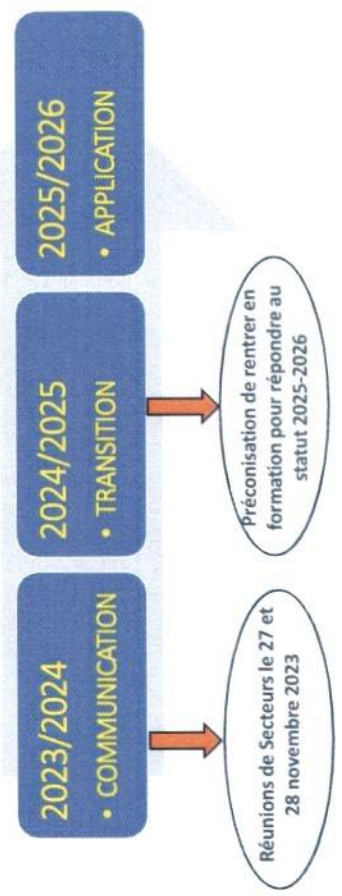 2023/2024
• COMMUNICATION
2024/2025
• TRANSITION
2025/2026
• APPLICATION
Réunions de Secteurs le 27 et
28 novembre 2023
Préconisation de rentrer en
formation pour répondre au
statut 2025-2026